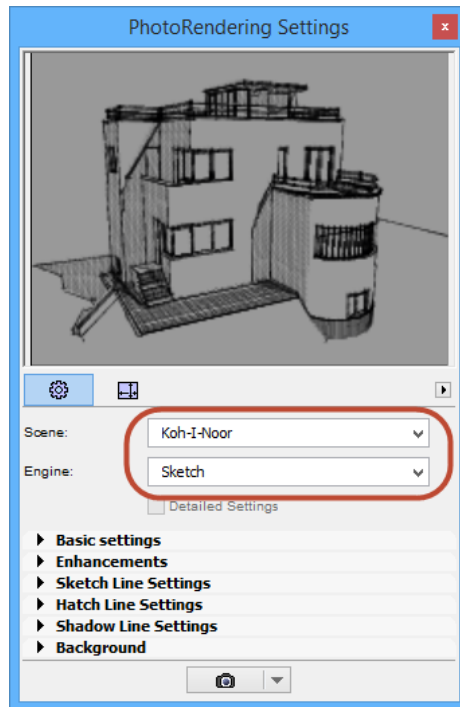 PhotoRendering Settings
x
Scene: Koh-I-Noor
Engine: Sketch
Detailed Settings
Basic settings
Enhancements
Sketch Line Settings
Hatch Line Settings
Shadow Line Settings
Background